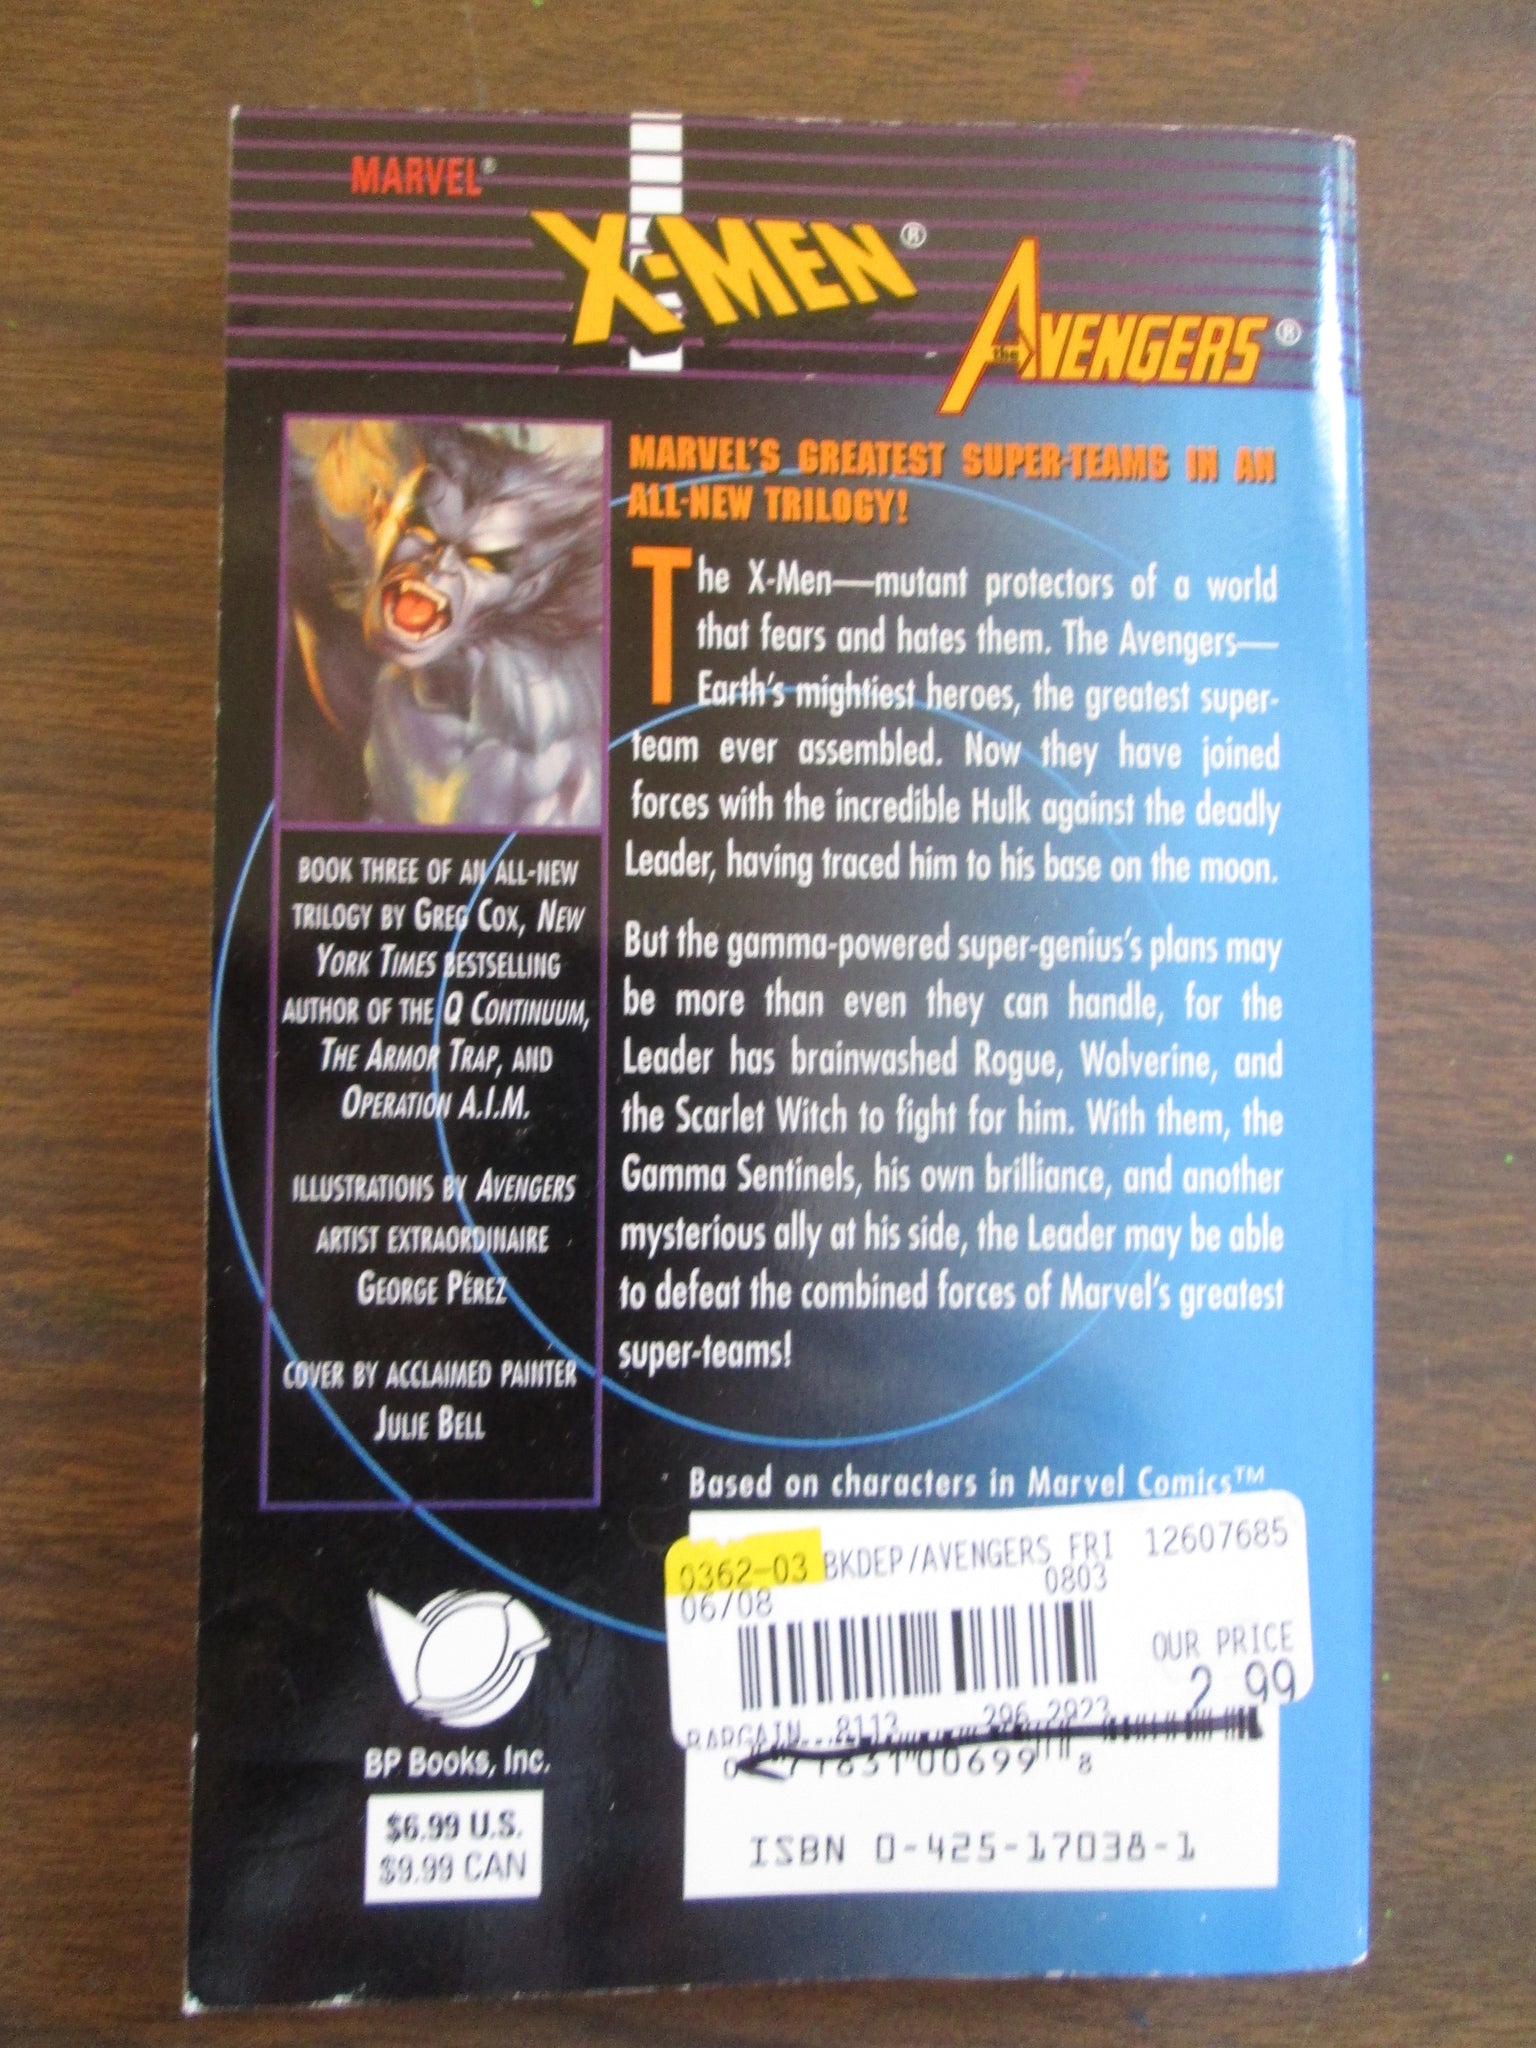 MARVEL®
X-MEN®
the AVENGERS®
MARVEL'S GREATEST SUPER-TEAMS IN AN
ALL-NEW TRILOGY!
The X-Men—mutant protectors of a world
that fears and hates them. The Avengers—
Earth's mightiest heroes, the greatest super-
team ever assembled. Now they have joined
forces with the incredible Hulk against the deadly
Leader, having traced him to his base on the moon.
But the gamma-powered super-genius's plans may
be more than even they can handle, for the
Leader has brainwashed Rogue, Wolverine, and
the Scarlet Witch to fight for him. With them, the
Gamma Sentinels, his own brilliance, and another
mysterious ally at his side, the Leader may be able
to defeat the combined forces of Marvel's greatest
super-teams!
BOOK THREE OF AN ALL-NEW
TRILOGY BY GREG COX, NEW
YORK TIMES BESTSELLING
AUTHOR OF THE Q CONTINUUM,
THE ARMOR TRAP, AND
OPERATION A.I.M.
ILLUSTRATIONS BY AVENGERS
ARTIST EXTRAORDINAIRE
GEORGE PÉREZ
COVER BY ACCLAIMED PAINTER
JULIE BELL
Based on characters in Marvel Comics™
0362-03 BKDEP/AVENGERS FRI 12607685
06/08 0803
OUR PRICE
2.99
BARGAIN 8112
BP Books, Inc.
$6.99 U.S.
$9.99 CAN
ISBN 0-425-17038-1